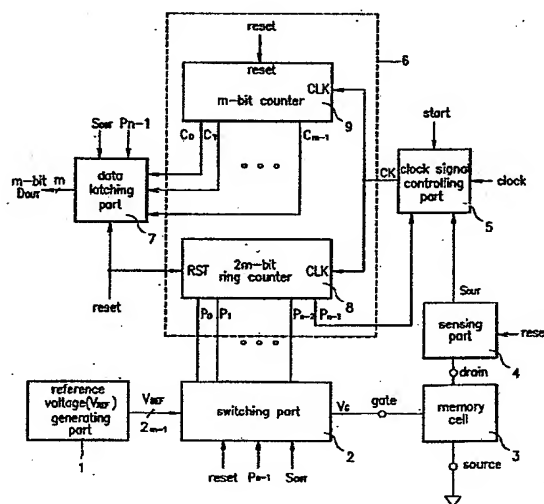 reset
6
reset
CLK
m-bit counter
9
start
SOUT Pn-1
C0 CT Cm-1
CK
clock signal
controlling
part
clock
5
m-bit m
DOUT
data
latching
part
7
RST
2m-bit
ring counter
CLK
8
reset
SOUT
P0 P1 Pn-2 Pn-1
sensing
part
reset
4
drain
reference
voltage(VREF)
generating
part
1
VREF
2m-1
switching part
2
VG gate
memory
cell
3
reset Pn-1 SOUT
source